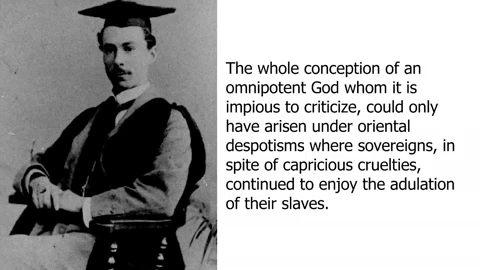 The whole conception of an
omnipotent God whom it is
impious to criticize, could only
have arisen under oriental
despotisms where sovereigns, in
spite of capricious cruelties,
continued to enjoy the adulation
of their slaves.